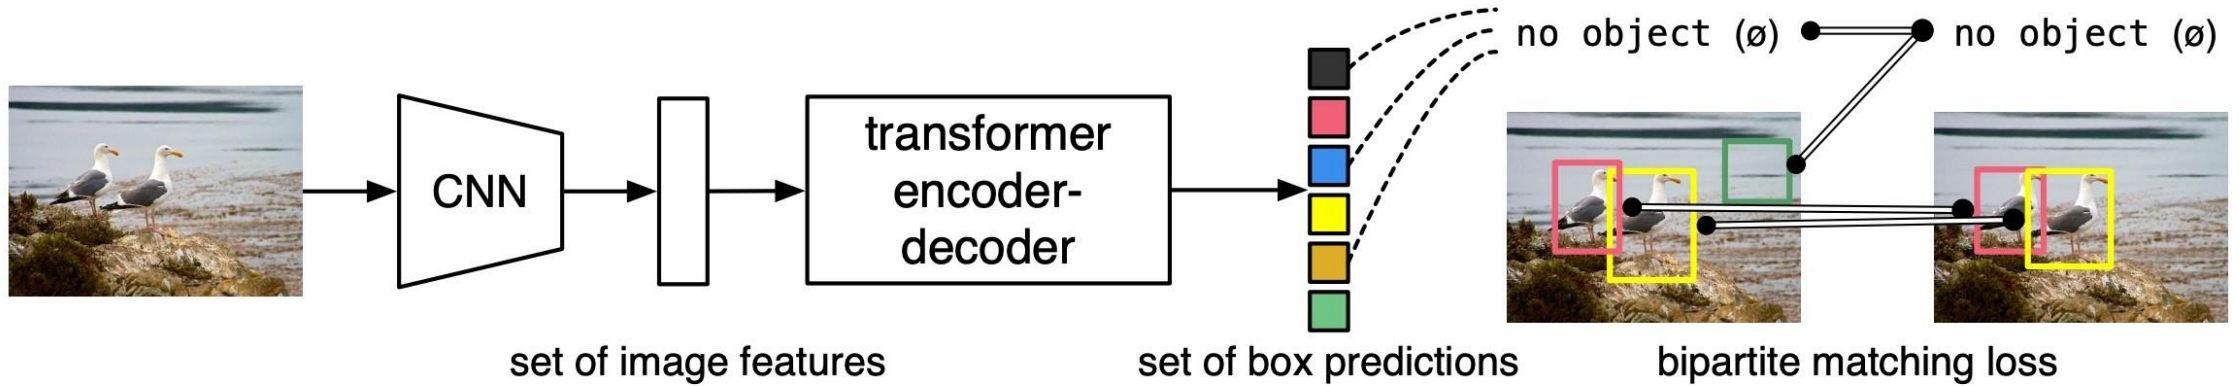 no object (ø)
no object (ø)
CNN
transformer
encoder-
decoder
set of image features
set of box predictions
bipartite matching loss